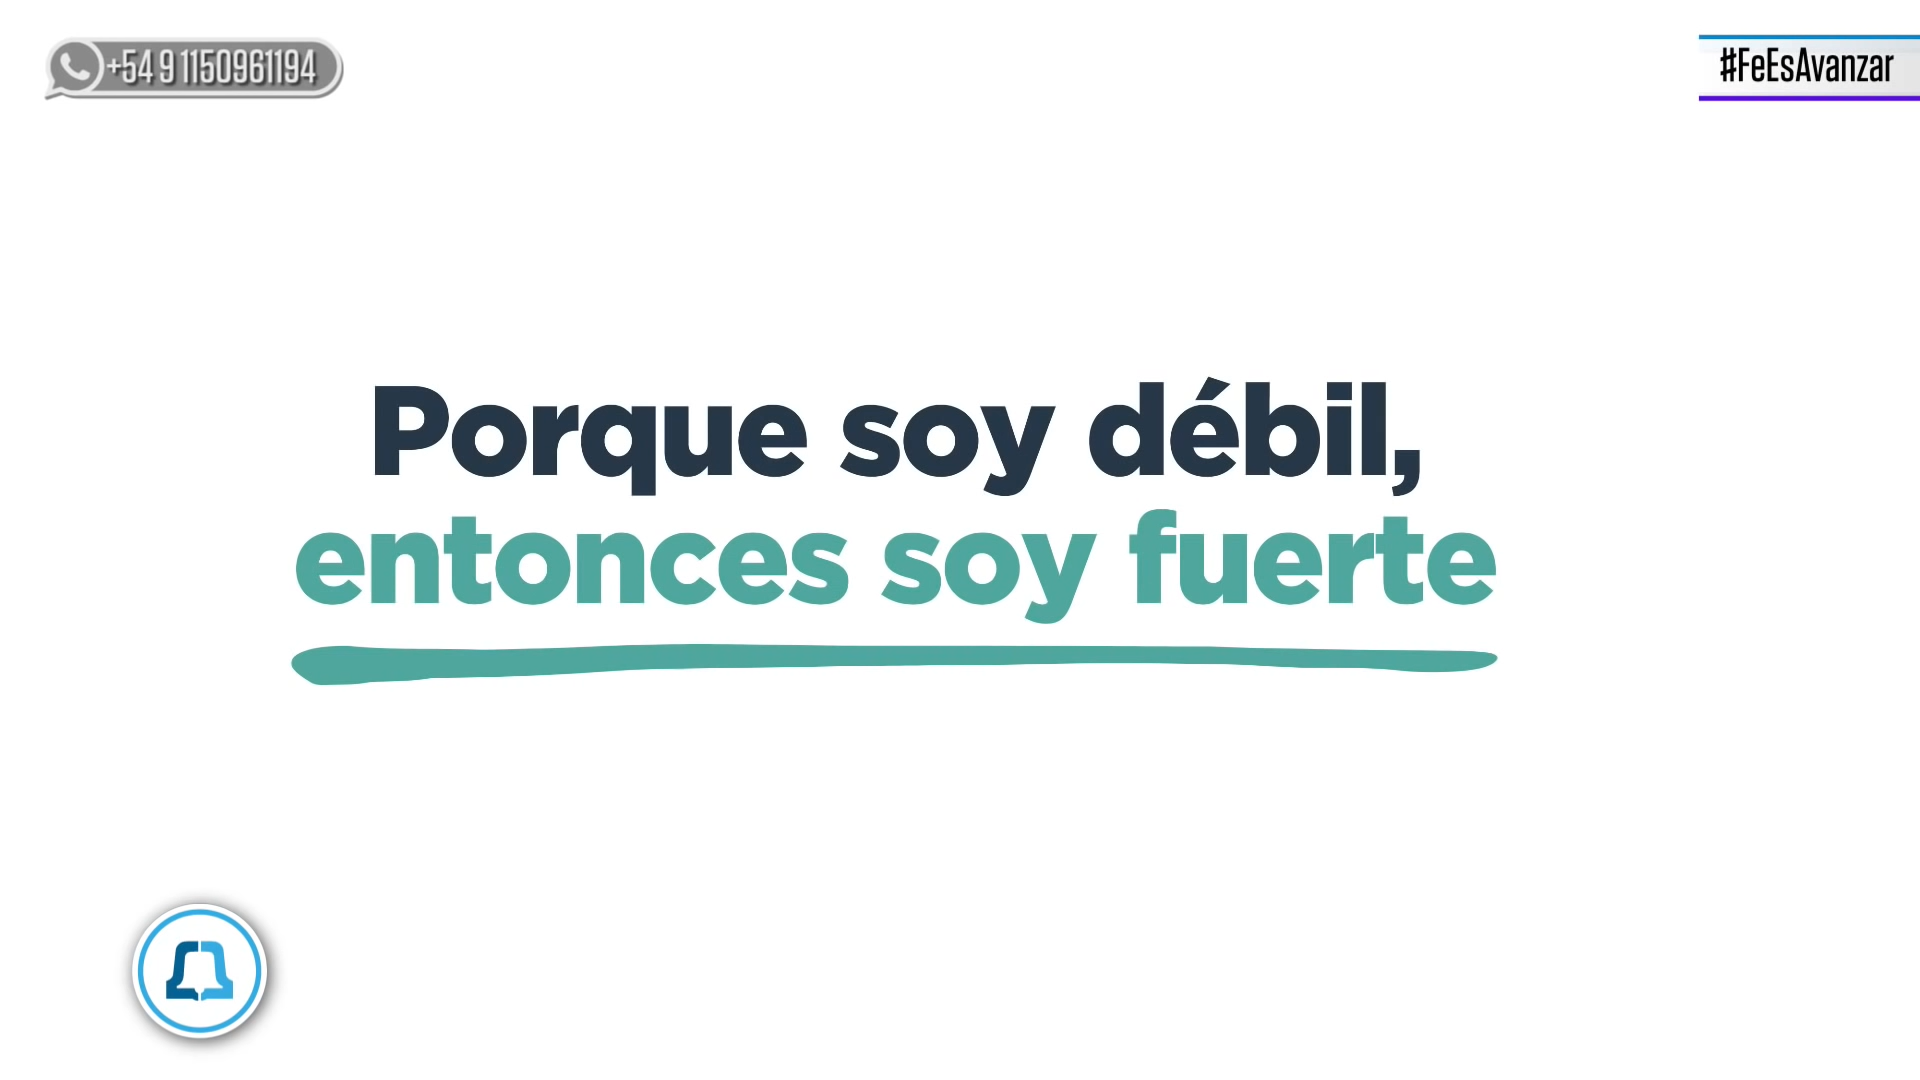 +54 9 1150961194
#FeEsAvanzar
Porque soy débil,
entonces soy fuerte